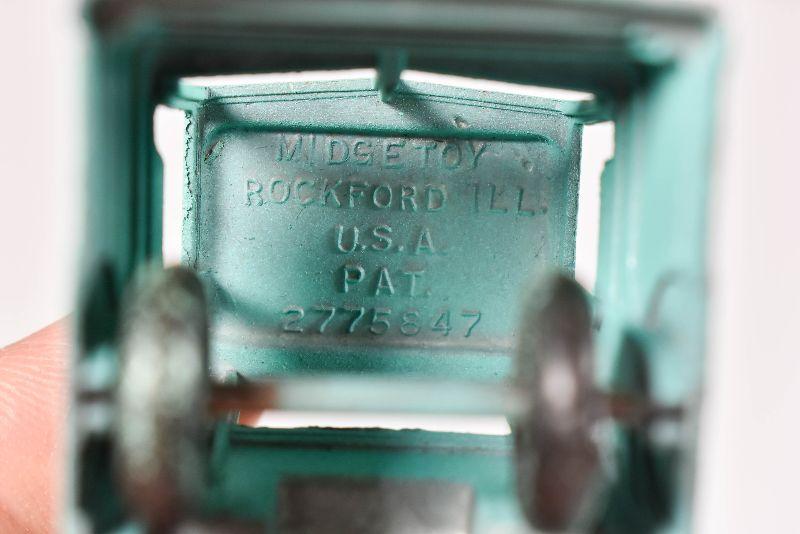 MIDGETOY
ROCKFORD ILL.
U.S.A.
PAT.
2775847